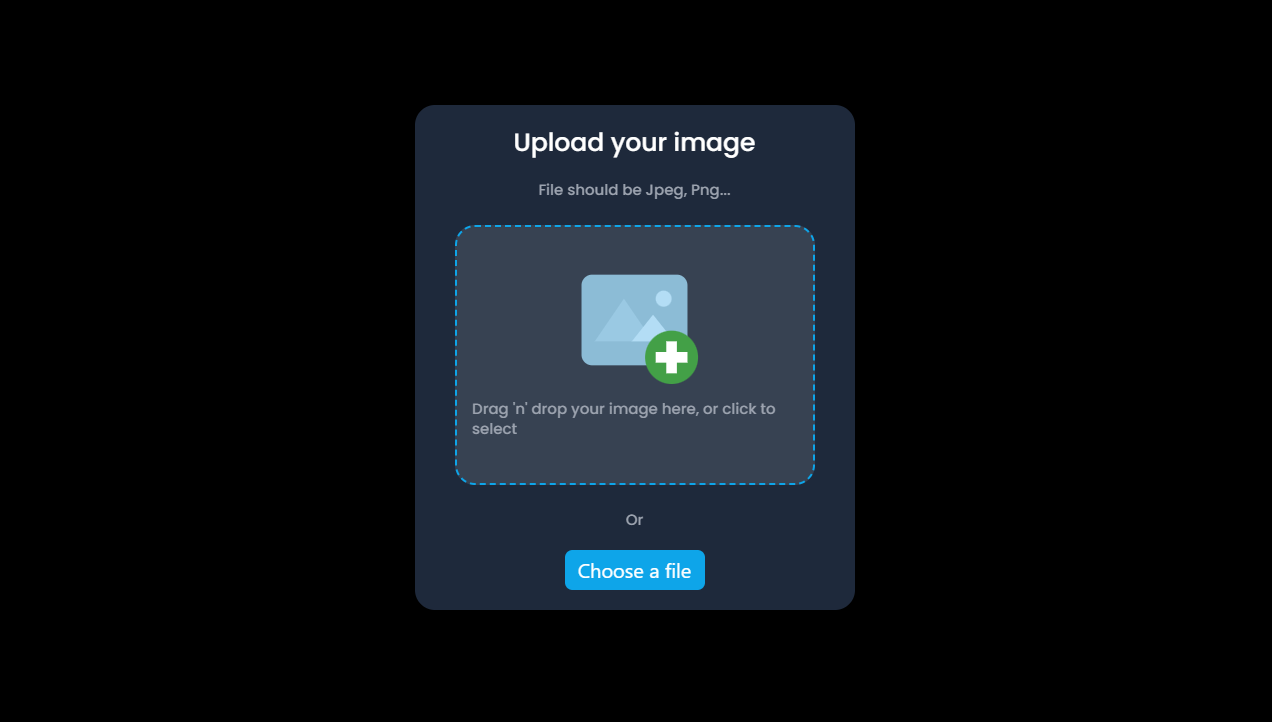 Upload your image
File should be Jpeg, Png...
Drag 'n' drop your image here, or click to
select
Or
Choose a file